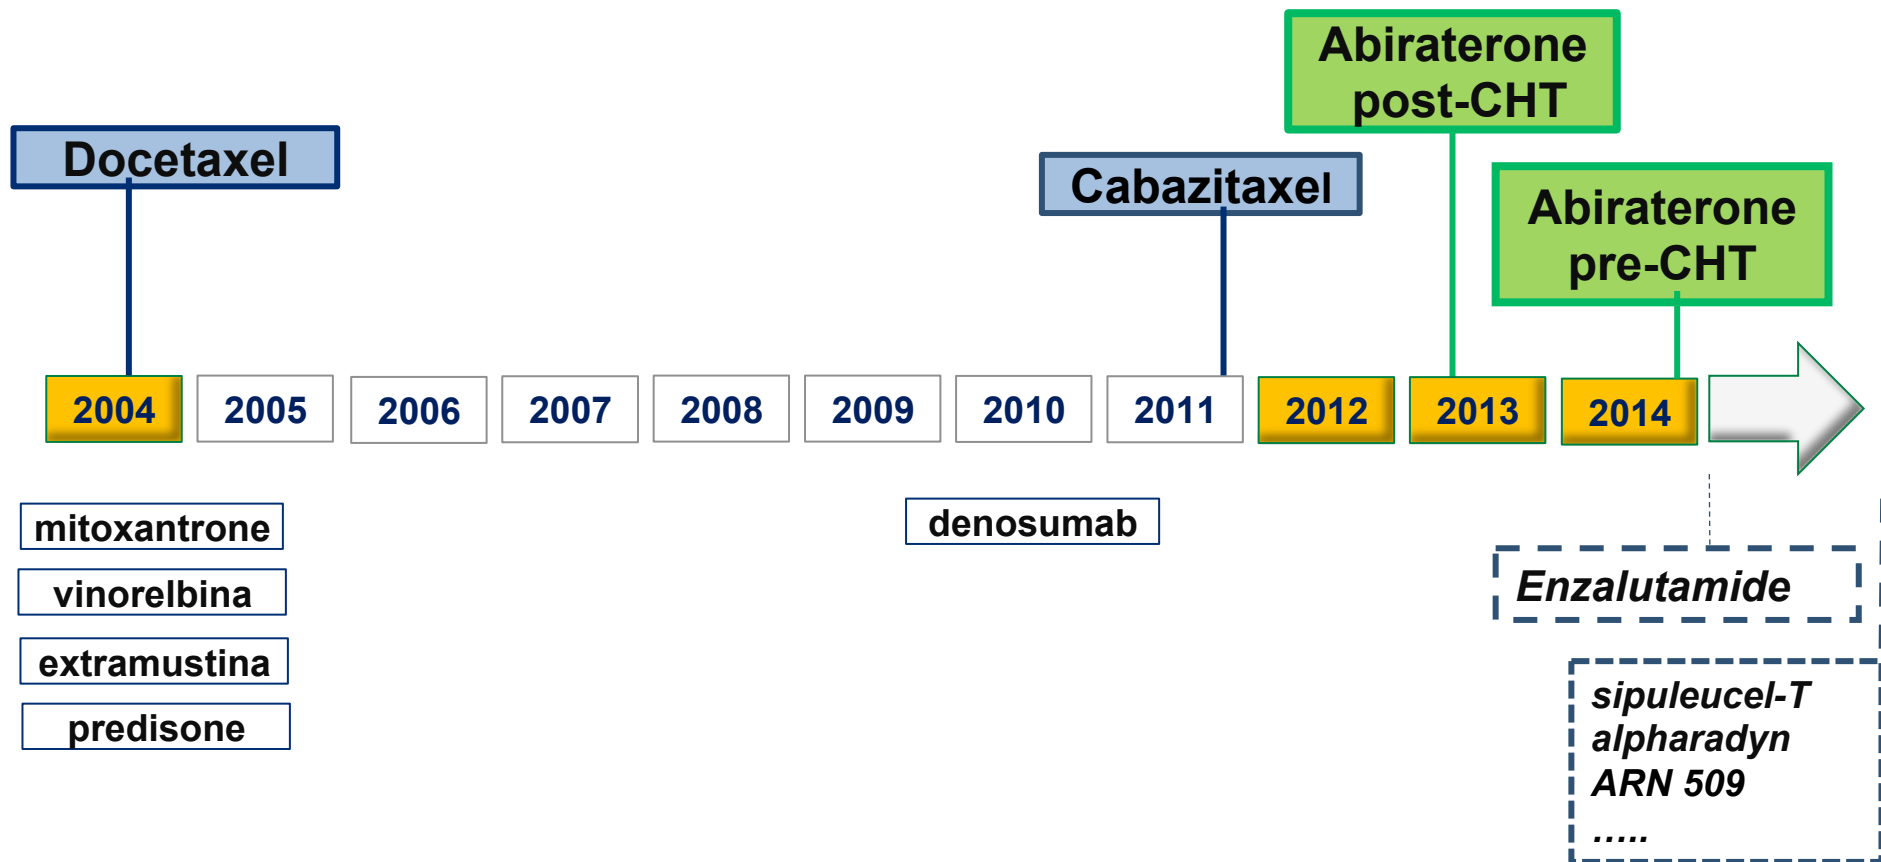 Abiraterone
post-CHT
Docetaxel
Cabazitaxel
Abiraterone
pre-CHT
2004 2005 2006 2007 2008 2009 2010 2011 2012 2013 2014
mitoxantrone
denosumab
vinorelbina
Enzalutamide
extramustina
predisone
sipuleucel-T
alpharadyn
ARN 509
.....